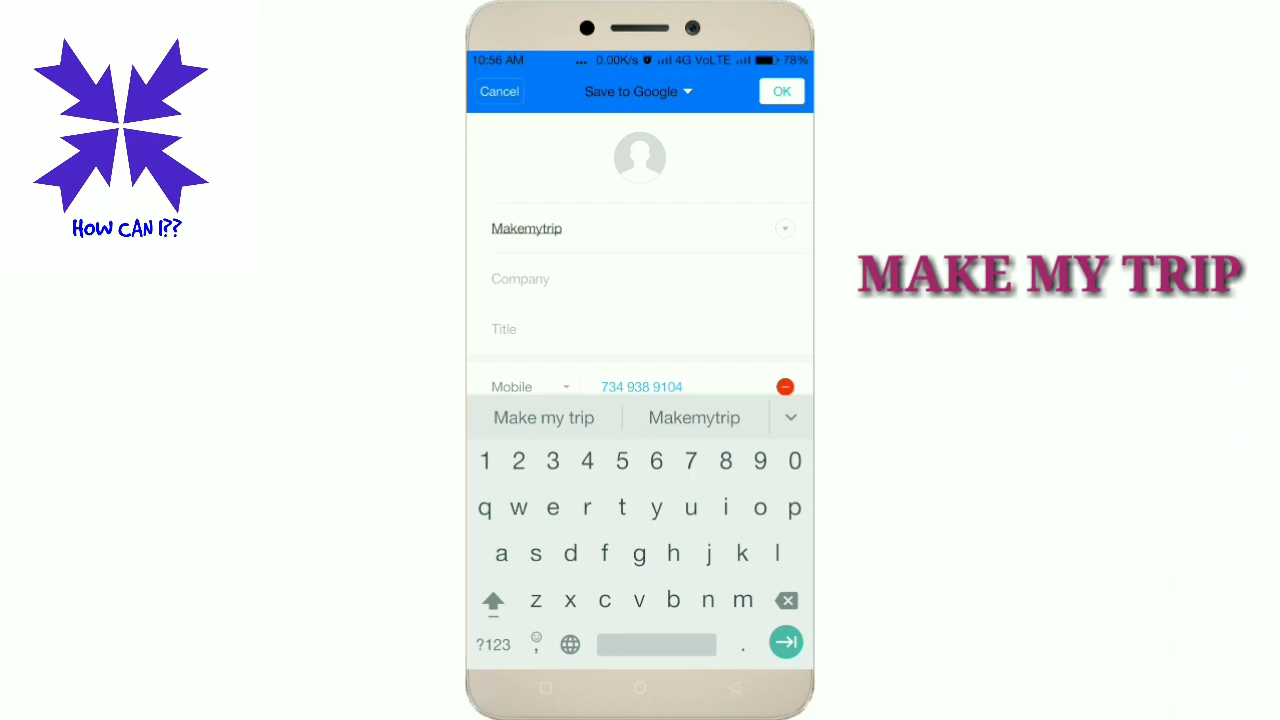 HOW CAN I??
10:56 AM ... 0.00K/s 4G VoLTE 78%
Cancel Save to Google OK
Makemytrip
Company
Title
Mobile 734 938 9104
MAKE MY TRIP
Make my trip Makemytrip
1 2 3 4 5 6 7 8 9 0
q w e r t y u i o p
a s d f g h j k l
z x c v b n m
?123 , .